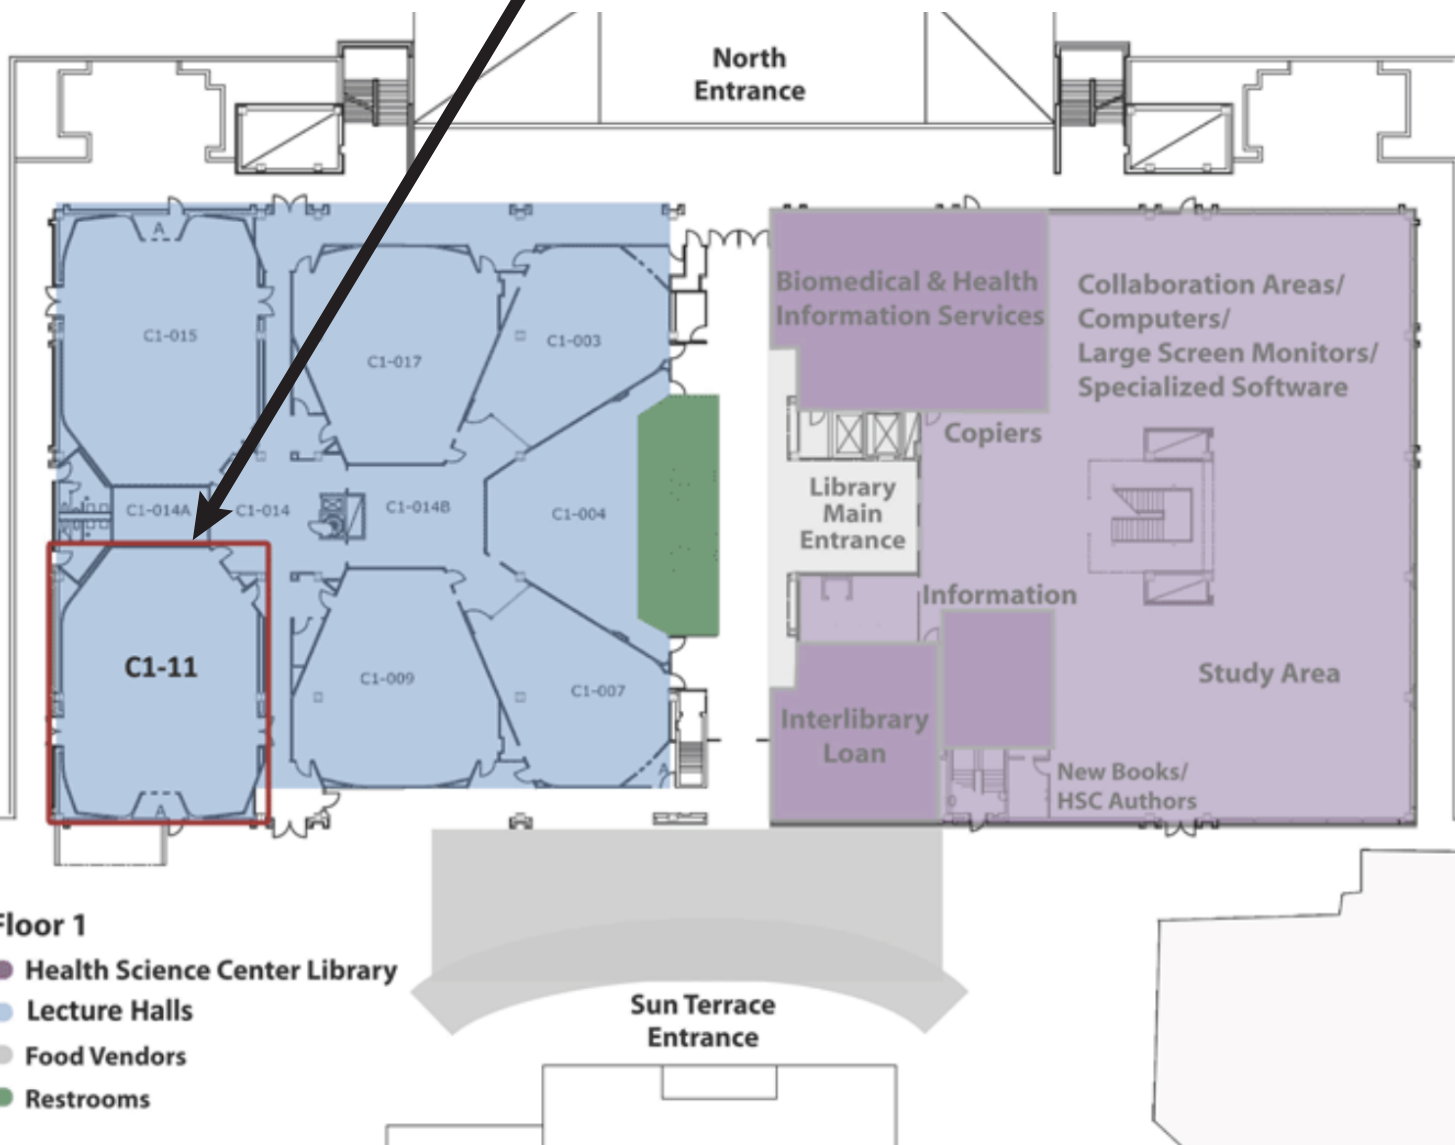 North
Entrance
A
C1-015
C1-017
C1-003
Biomedical & Health
Information Services
Collaboration Areas/
Computers/
Large Screen Monitors/
Specialized Software
Copiers
C1-014A
C1-014
C1-014B
C1-004
Library
Main
Entrance
Information
C1-11
C1-009
C1-007
Study Area
Interlibrary
Loan
A
A
New Books/
HSC Authors
Floor 1
Health Science Center Library
Lecture Halls
Food Vendors
Restrooms
Sun Terrace
Entrance